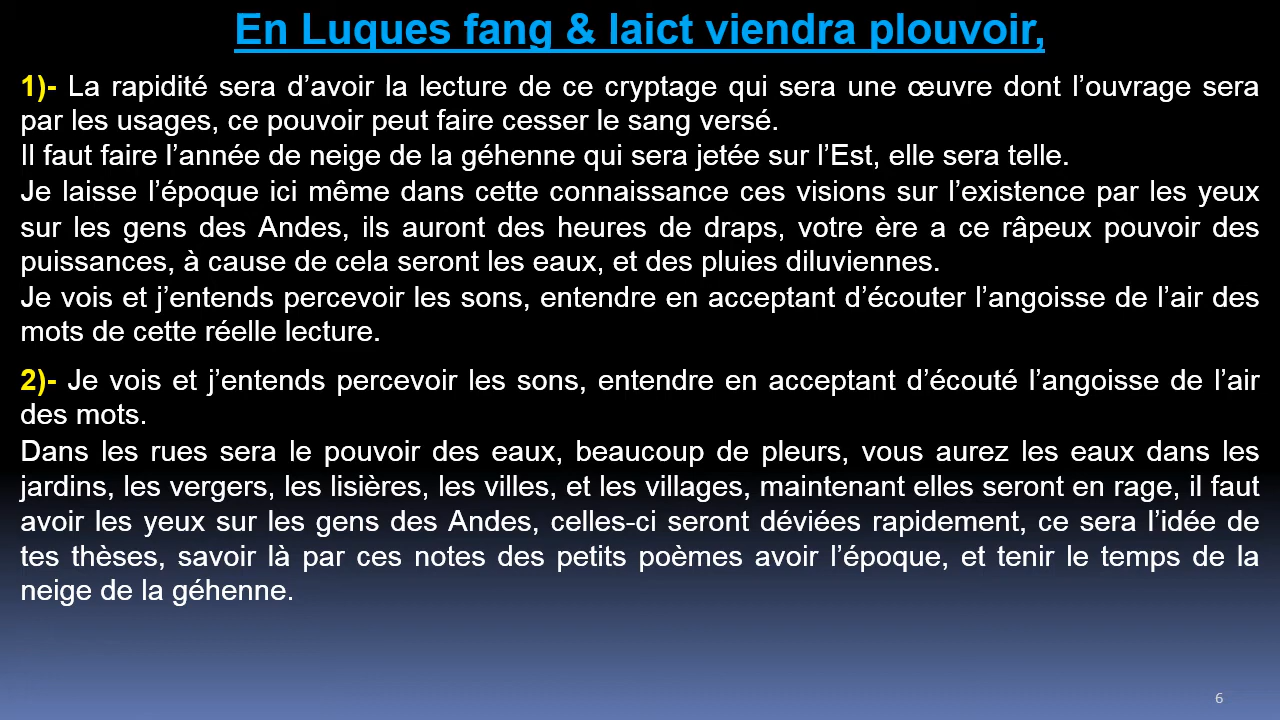 En Luques fang & laict viendra plouvoir,
1)- La rapidité sera d’avoir la lecture de ce cryptage qui sera une œuvre dont l’ouvrage sera
par les usages, ce pouvoir peut faire cesser le sang versé.
Il faut faire l’année de neige de la géhenne qui sera jetée sur l’Est, elle sera telle.
Je laisse l’époque ici même dans cette connaissance ces visions sur l’existence par les yeux
sur les gens des Andes, ils auront des heures de draps, votre ère a ce râpeux pouvoir des
puissances, à cause de cela seront les eaux, et des pluies diluviennes.
Je vois et j’entends percevoir les sons, entendre en acceptant d’écouter l’angoisse de l’air des
mots de cette réelle lecture.
2)- Je vois et j’entends percevoir les sons, entendre en acceptant d’écouté l’angoisse de l’air
des mots.
Dans les rues sera le pouvoir des eaux, beaucoup de pleurs, vous aurez les eaux dans les
jardins, les vergers, les lisières, les villes, et les villages, maintenant elles seront en rage, il faut
avoir les yeux sur les gens des Andes, celles-ci seront déviées rapidement, ce sera l’idée de
tes thèses, savoir là par ces notes des petits poèmes avoir l’époque, et tenir le temps de la
neige de la géhenne.
6